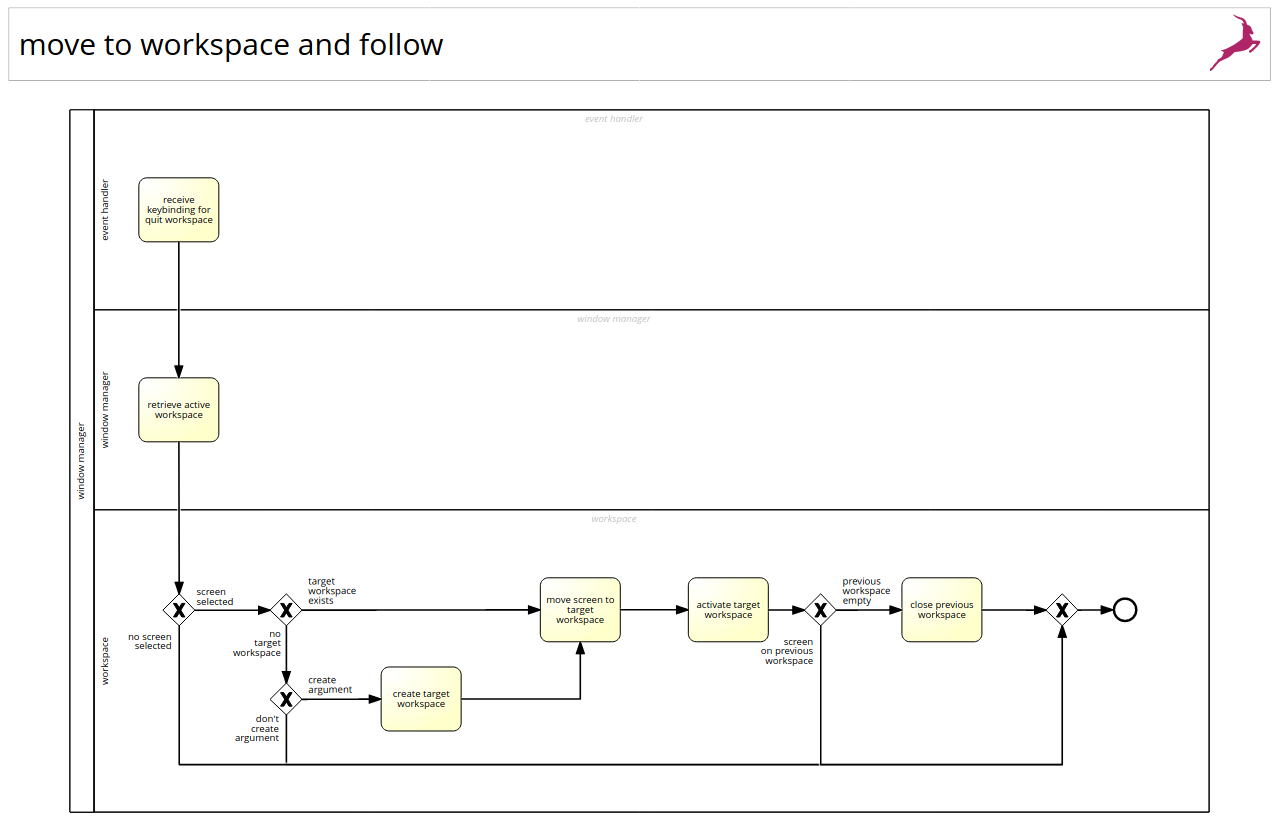 move to workspace and follow
event handler
event handler
receive
keybinding for
quit workspace
window manager
window manager
window manager
retrieve active
workspace
workspace
workspace
screen
selected
no screen
selected
target
workspace
exists
no
target
workspace
create
argument
don't
create
argument
create target
workspace
move screen to
target
workspace
activate target
workspace
previous
workspace
empty
screen
on previous
workspace
close previous
workspace